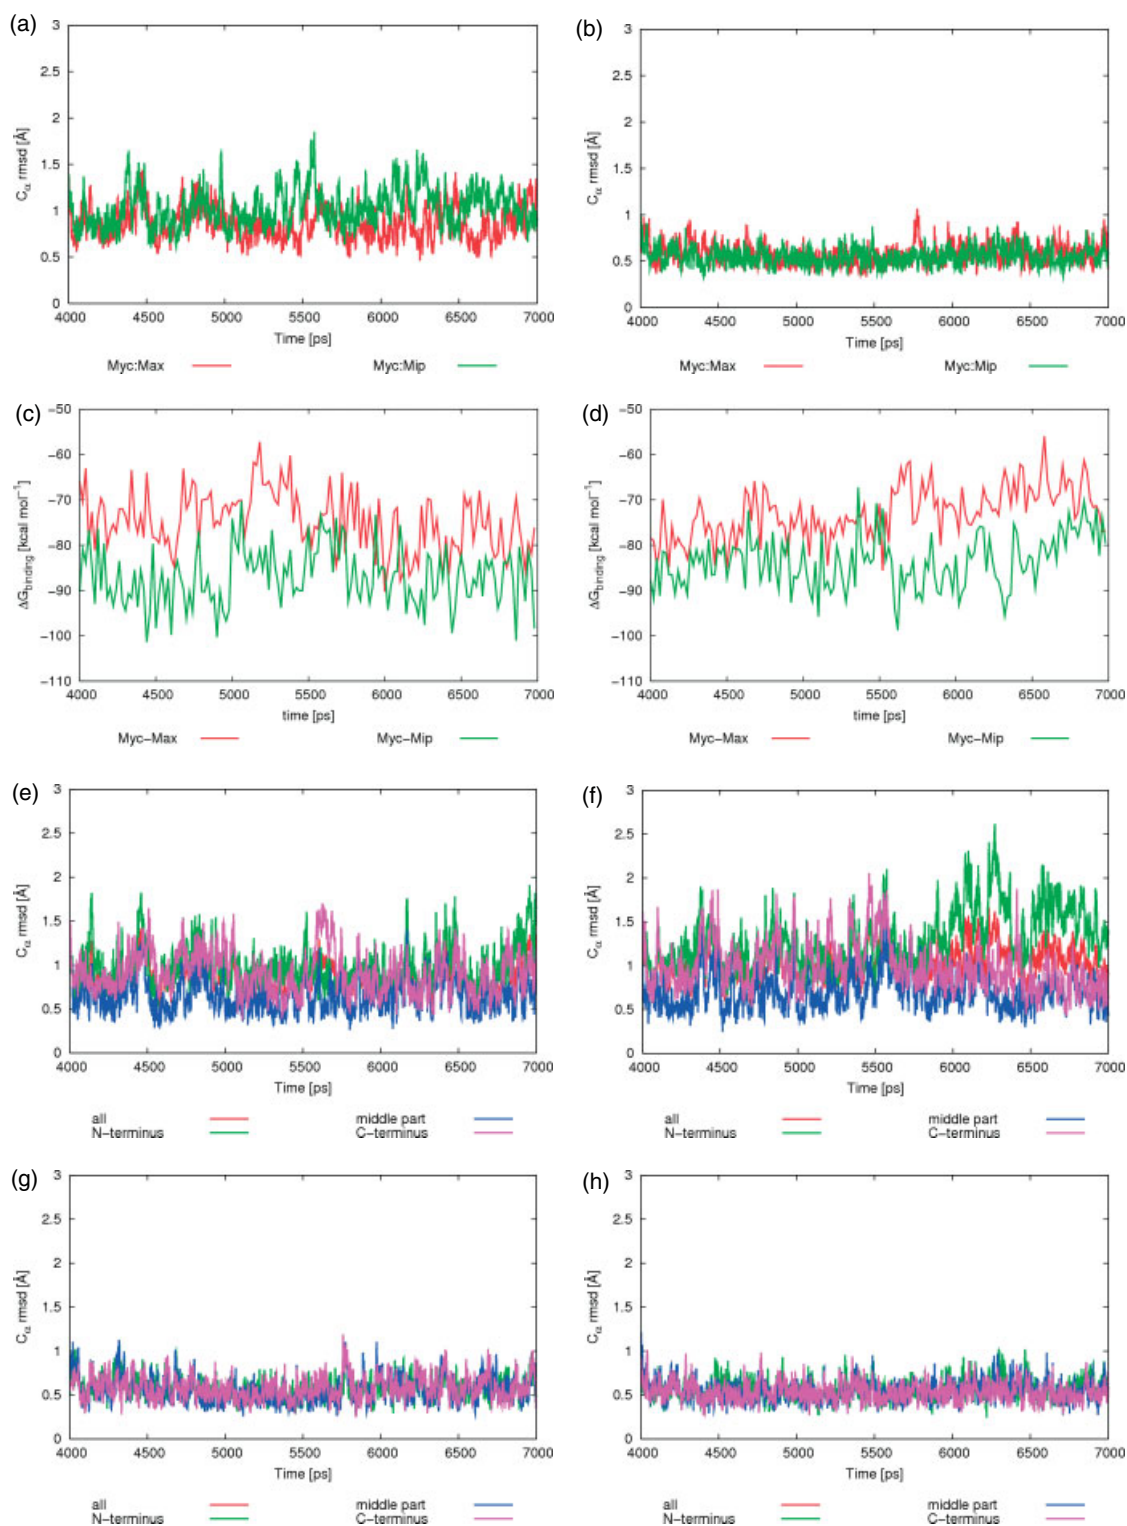 (a)
3
2.5
2
1.5
1
0.5
0
Cα rmsd [Å]
4000 4500 5000 5500 6000 6500 7000
Time [ps]
Myc:Max Myc:Mip
(b)
3
2.5
2
1.5
1
0.5
0
Cα rmsd [Å]
4000 4500 5000 5500 6000 6500 7000
Time [ps]
Myc:Max Myc:Mip
(c)
−50
−60
−70
−80
−90
−100
−110
ΔGbinding [kcal mol−1]
4000 4500 5000 5500 6000 6500 7000
time [ps]
Myc−Max Myc−Mip
(d)
−50
−60
−70
−80
−90
−100
−110
ΔGbinding [kcal mol−1]
4000 4500 5000 5500 6000 6500 7000
time [ps]
Myc−Max Myc−Mip
(e)
3
2.5
2
1.5
1
0.5
0
Cα rmsd [Å]
4000 4500 5000 5500 6000 6500 7000
Time [ps]
all middle part
N−terminus C−terminus
(f)
3
2.5
2
1.5
1
0.5
0
Cα rmsd [Å]
4000 4500 5000 5500 6000 6500 7000
Time [ps]
all middle part
N−terminus C−terminus
(g)
3
2.5
2
1.5
1
0.5
0
Cα rmsd [Å]
4000 4500 5000 5500 6000 6500 7000
Time [ps]
all middle part
N−terminus C−terminus
(h)
3
2.5
2
1.5
1
0.5
0
Cα rmsd [Å]
4000 4500 5000 5500 6000 6500 7000
Time [ps]
all middle part
N−terminus C−terminus